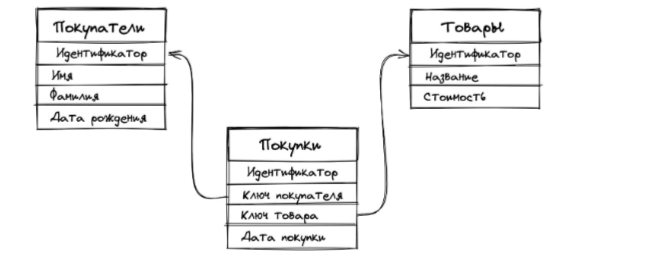 Покупатели
Идентификатор
Имя
Фамилия
Дата рождения
Товары
Идентификатор
Название
Стоимость
Покупки
Идентификатор
Ключ покупателя
Ключ товара
Дата покупки